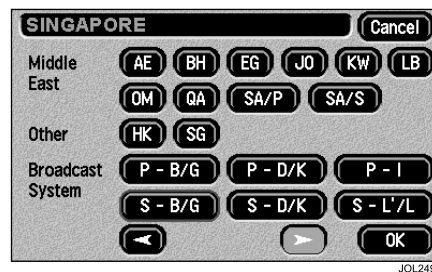 SINGAPORE Cancel
Middle East AE BH EG JO KW LB
OM QA SA/P SA/S
Other HK SG
Broadcast System P - B/G P - D/K P - I
S - B/G S - D/K S - L'/L
OK
JOL249